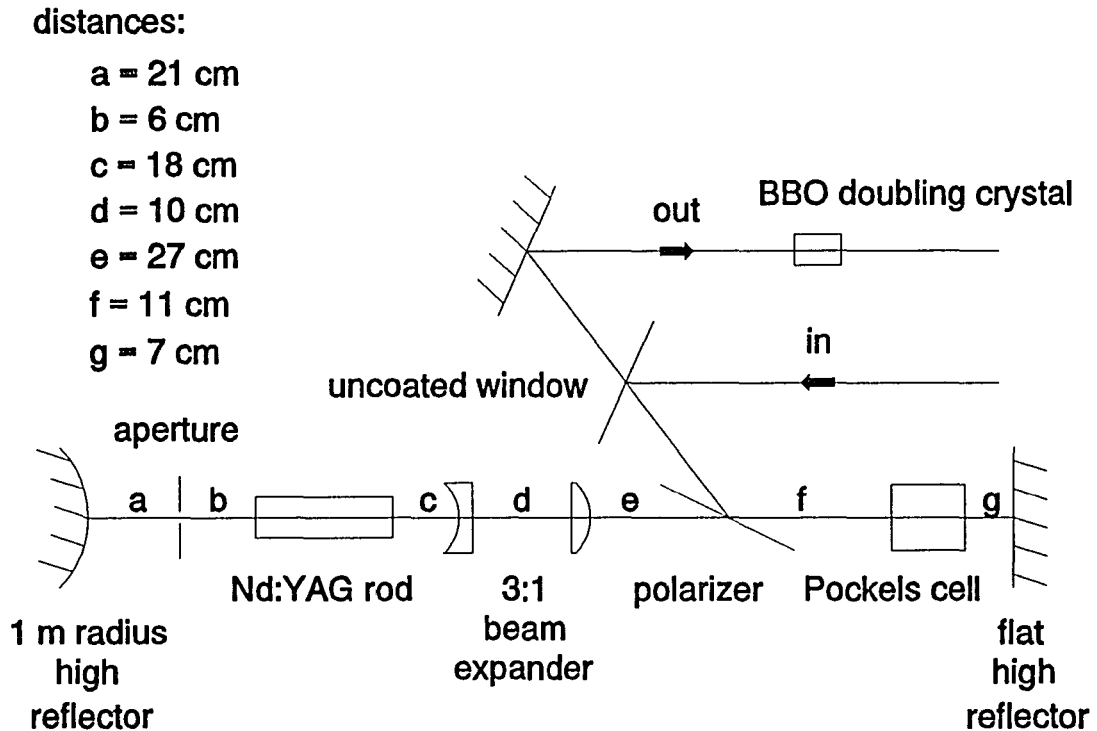 distances:
a = 21 cm
b = 6 cm
c = 18 cm
d = 10 cm
e = 27 cm
f = 11 cm
g = 7 cm
out
BBO doubling crystal
in
uncoated window
aperture
a
b
c
d
e
f
g
Nd:YAG rod
3:1
beam
expander
polarizer
Pockels cell
1 m radius
high
reflector
flat
high
reflector